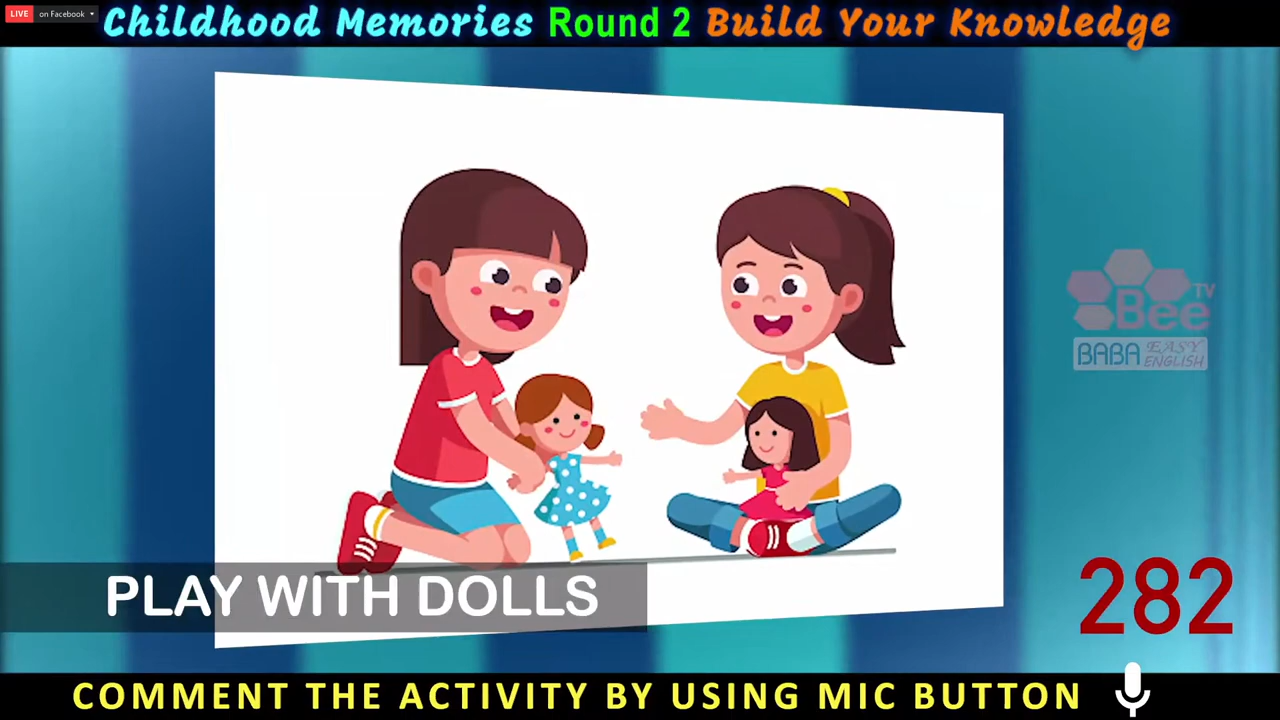 LIVE on Facebook
Childhood Memories Round 2 Build Your Knowledge
Bee TV
BABA EASY ENGLISH
PLAY WITH DOLLS
282
COMMENT THE ACTIVITY BY USING MIC BUTTON